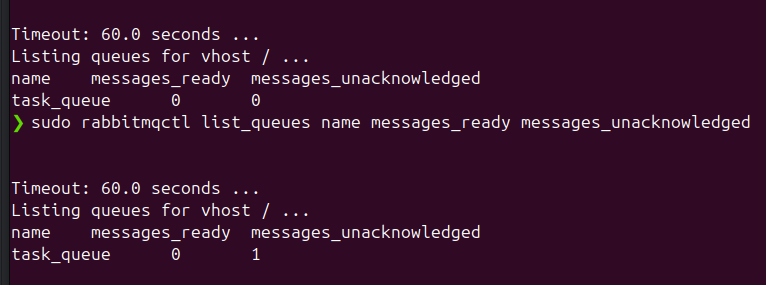 Timeout: 60.0 seconds ...
Listing queues for vhost / ...
name    messages_ready  messages_unacknowledged
task_queue      0       0
❯ sudo rabbitmqctl list_queues name messages_ready messages_unacknowledged
Timeout: 60.0 seconds ...
Listing queues for vhost / ...
name    messages_ready  messages_unacknowledged
task_queue      0       1